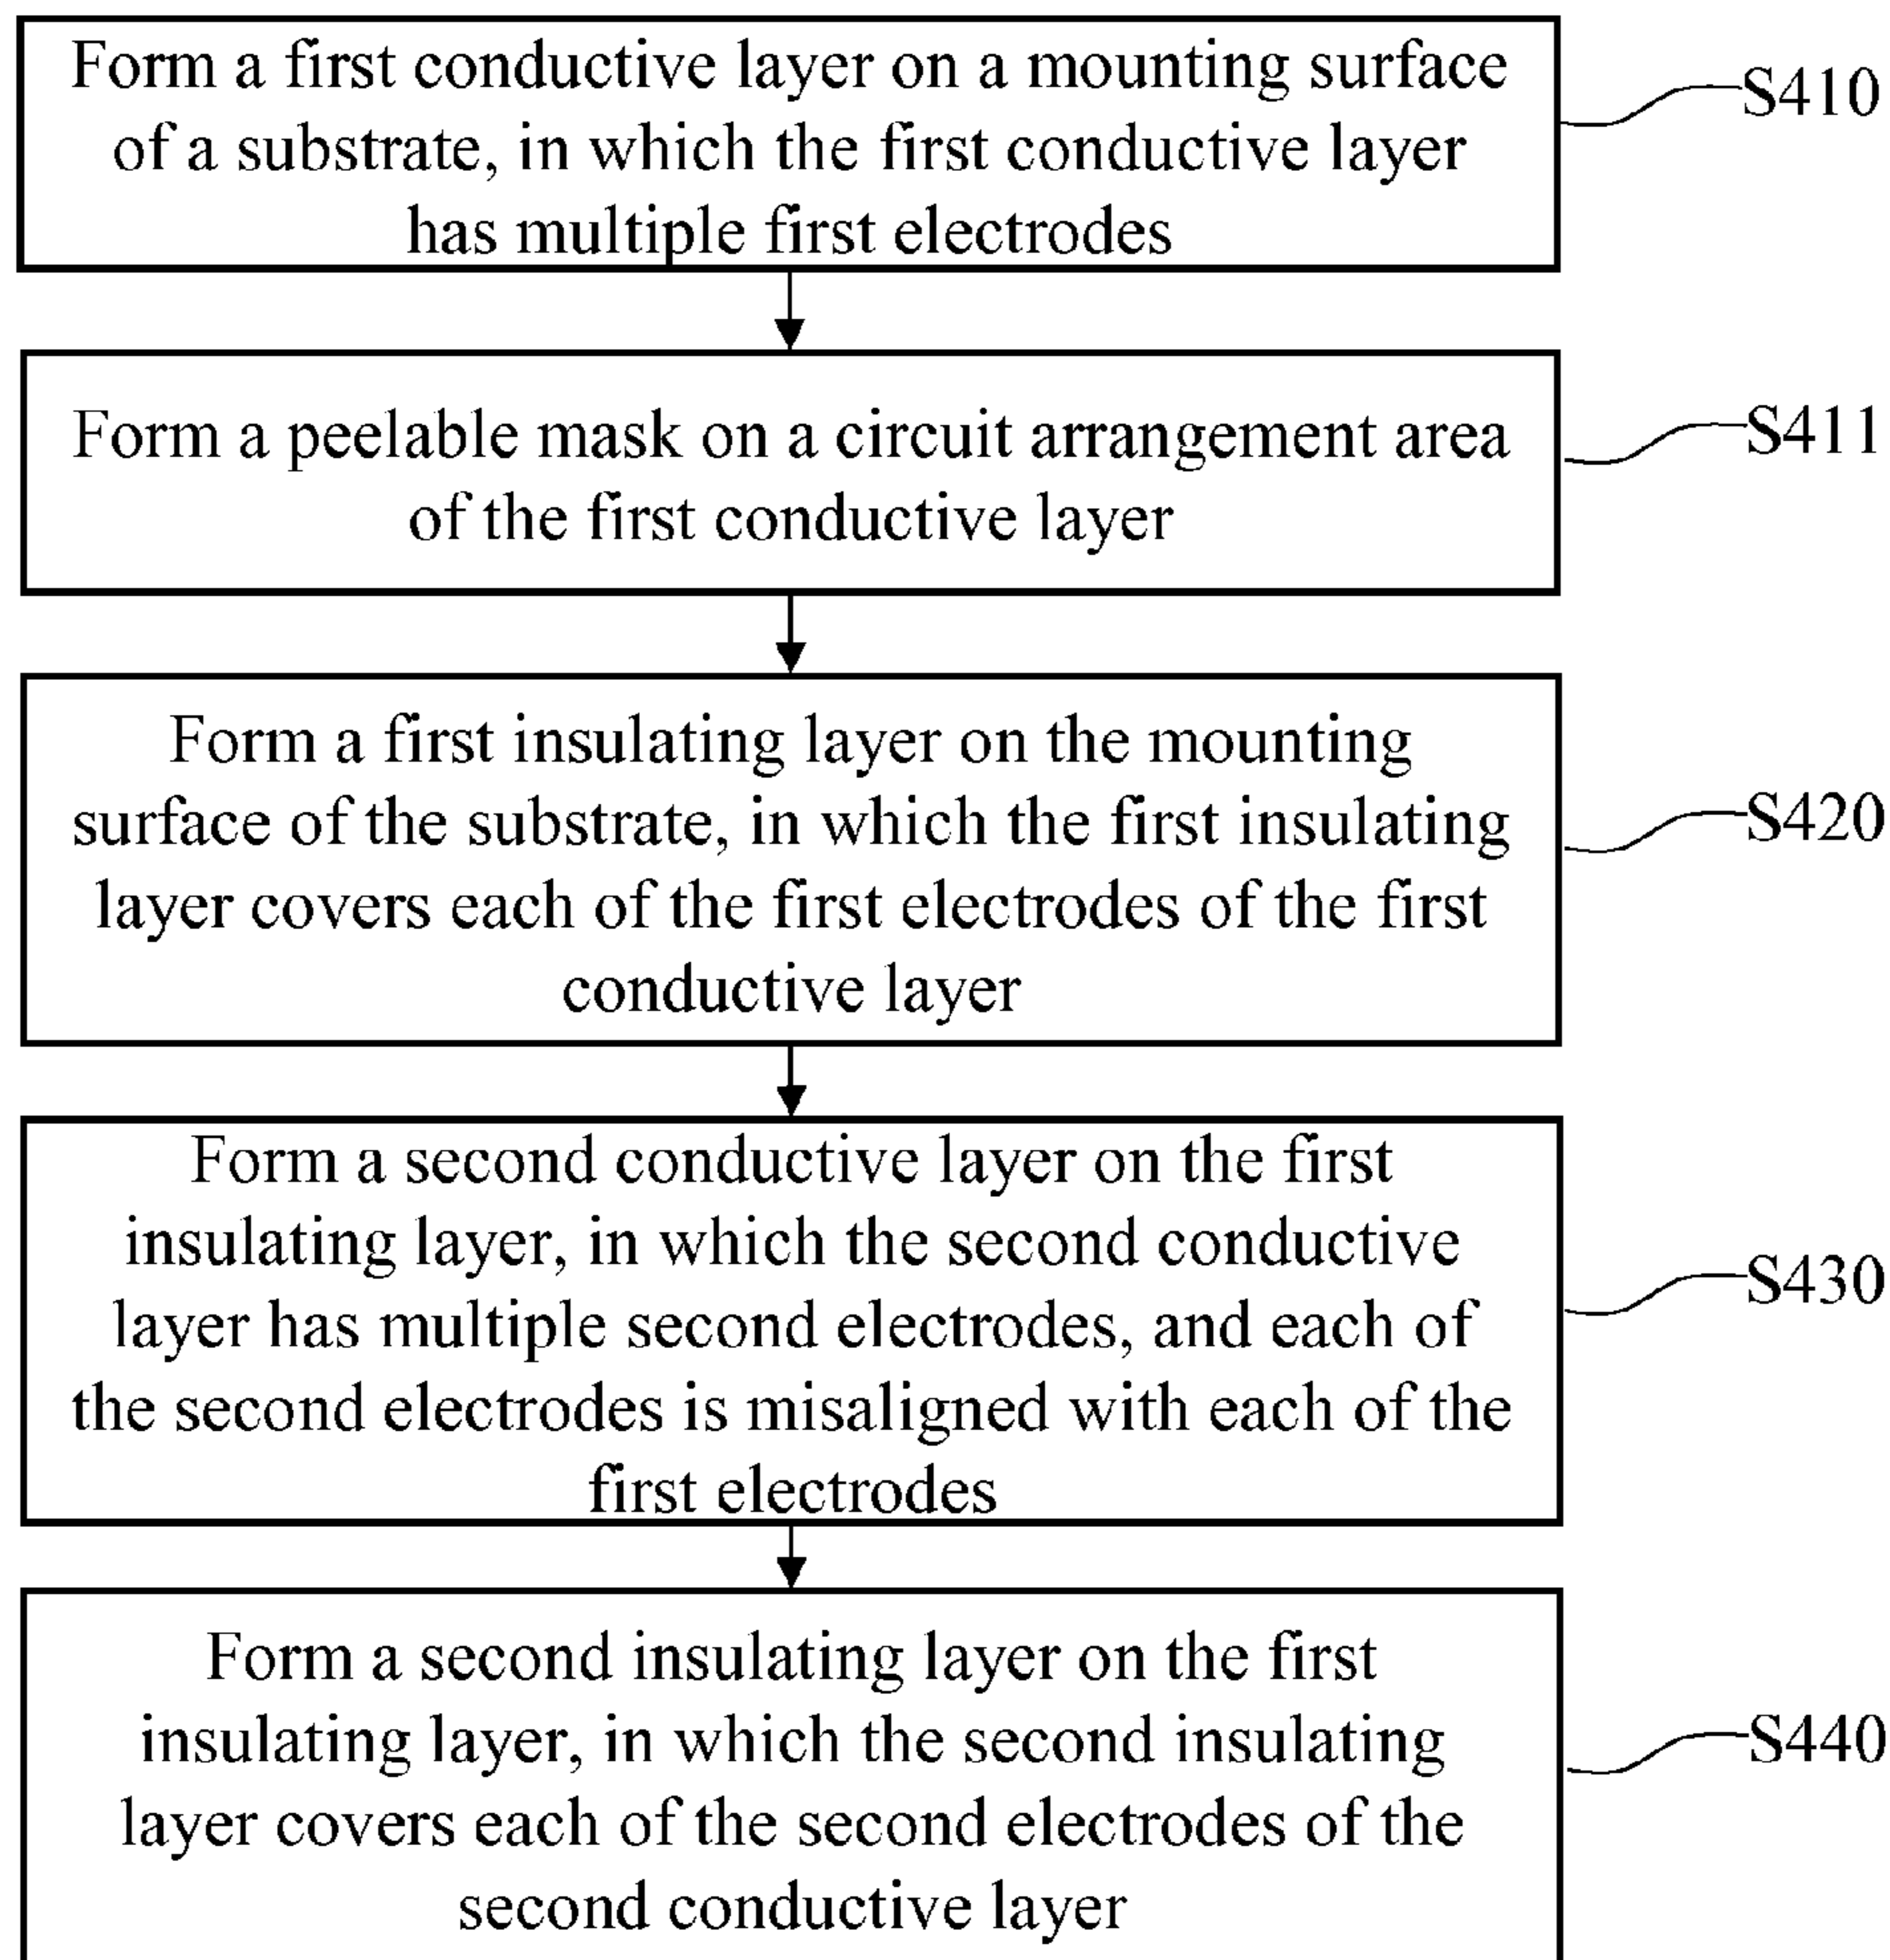 Form a first conductive layer on a mounting surface
of a substrate, in which the first conductive layer
has multiple first electrodes
S410
Form a peelable mask on a circuit arrangement area
of the first conductive layer
S411
Form a first insulating layer on the mounting
surface of the substrate, in which the first insulating
layer covers each of the first electrodes of the first
conductive layer
S420
Form a second conductive layer on the first
insulating layer, in which the second conductive
layer has multiple second electrodes, and each of
the second electrodes is misaligned with each of the
first electrodes
S430
Form a second insulating layer on the first
insulating layer, in which the second insulating
layer covers each of the second electrodes of the
second conductive layer
S440